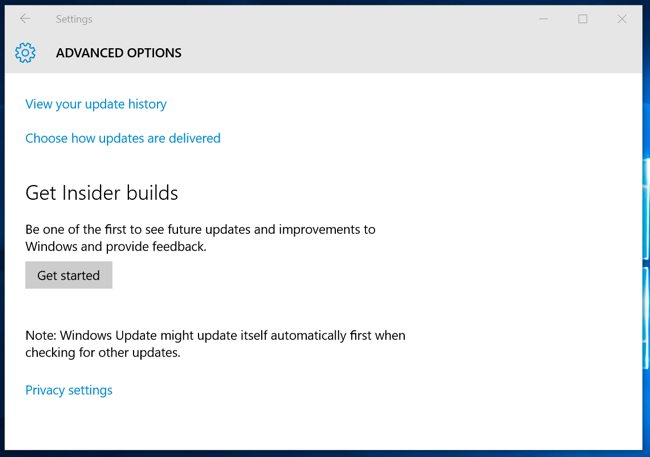 Settings
ADVANCED OPTIONS
View your update history
Choose how updates are delivered
Get Insider builds
Be one of the first to see future updates and improvements to
Windows and provide feedback.
Get started
Note: Windows Update might update itself automatically first when
checking for other updates.
Privacy settings